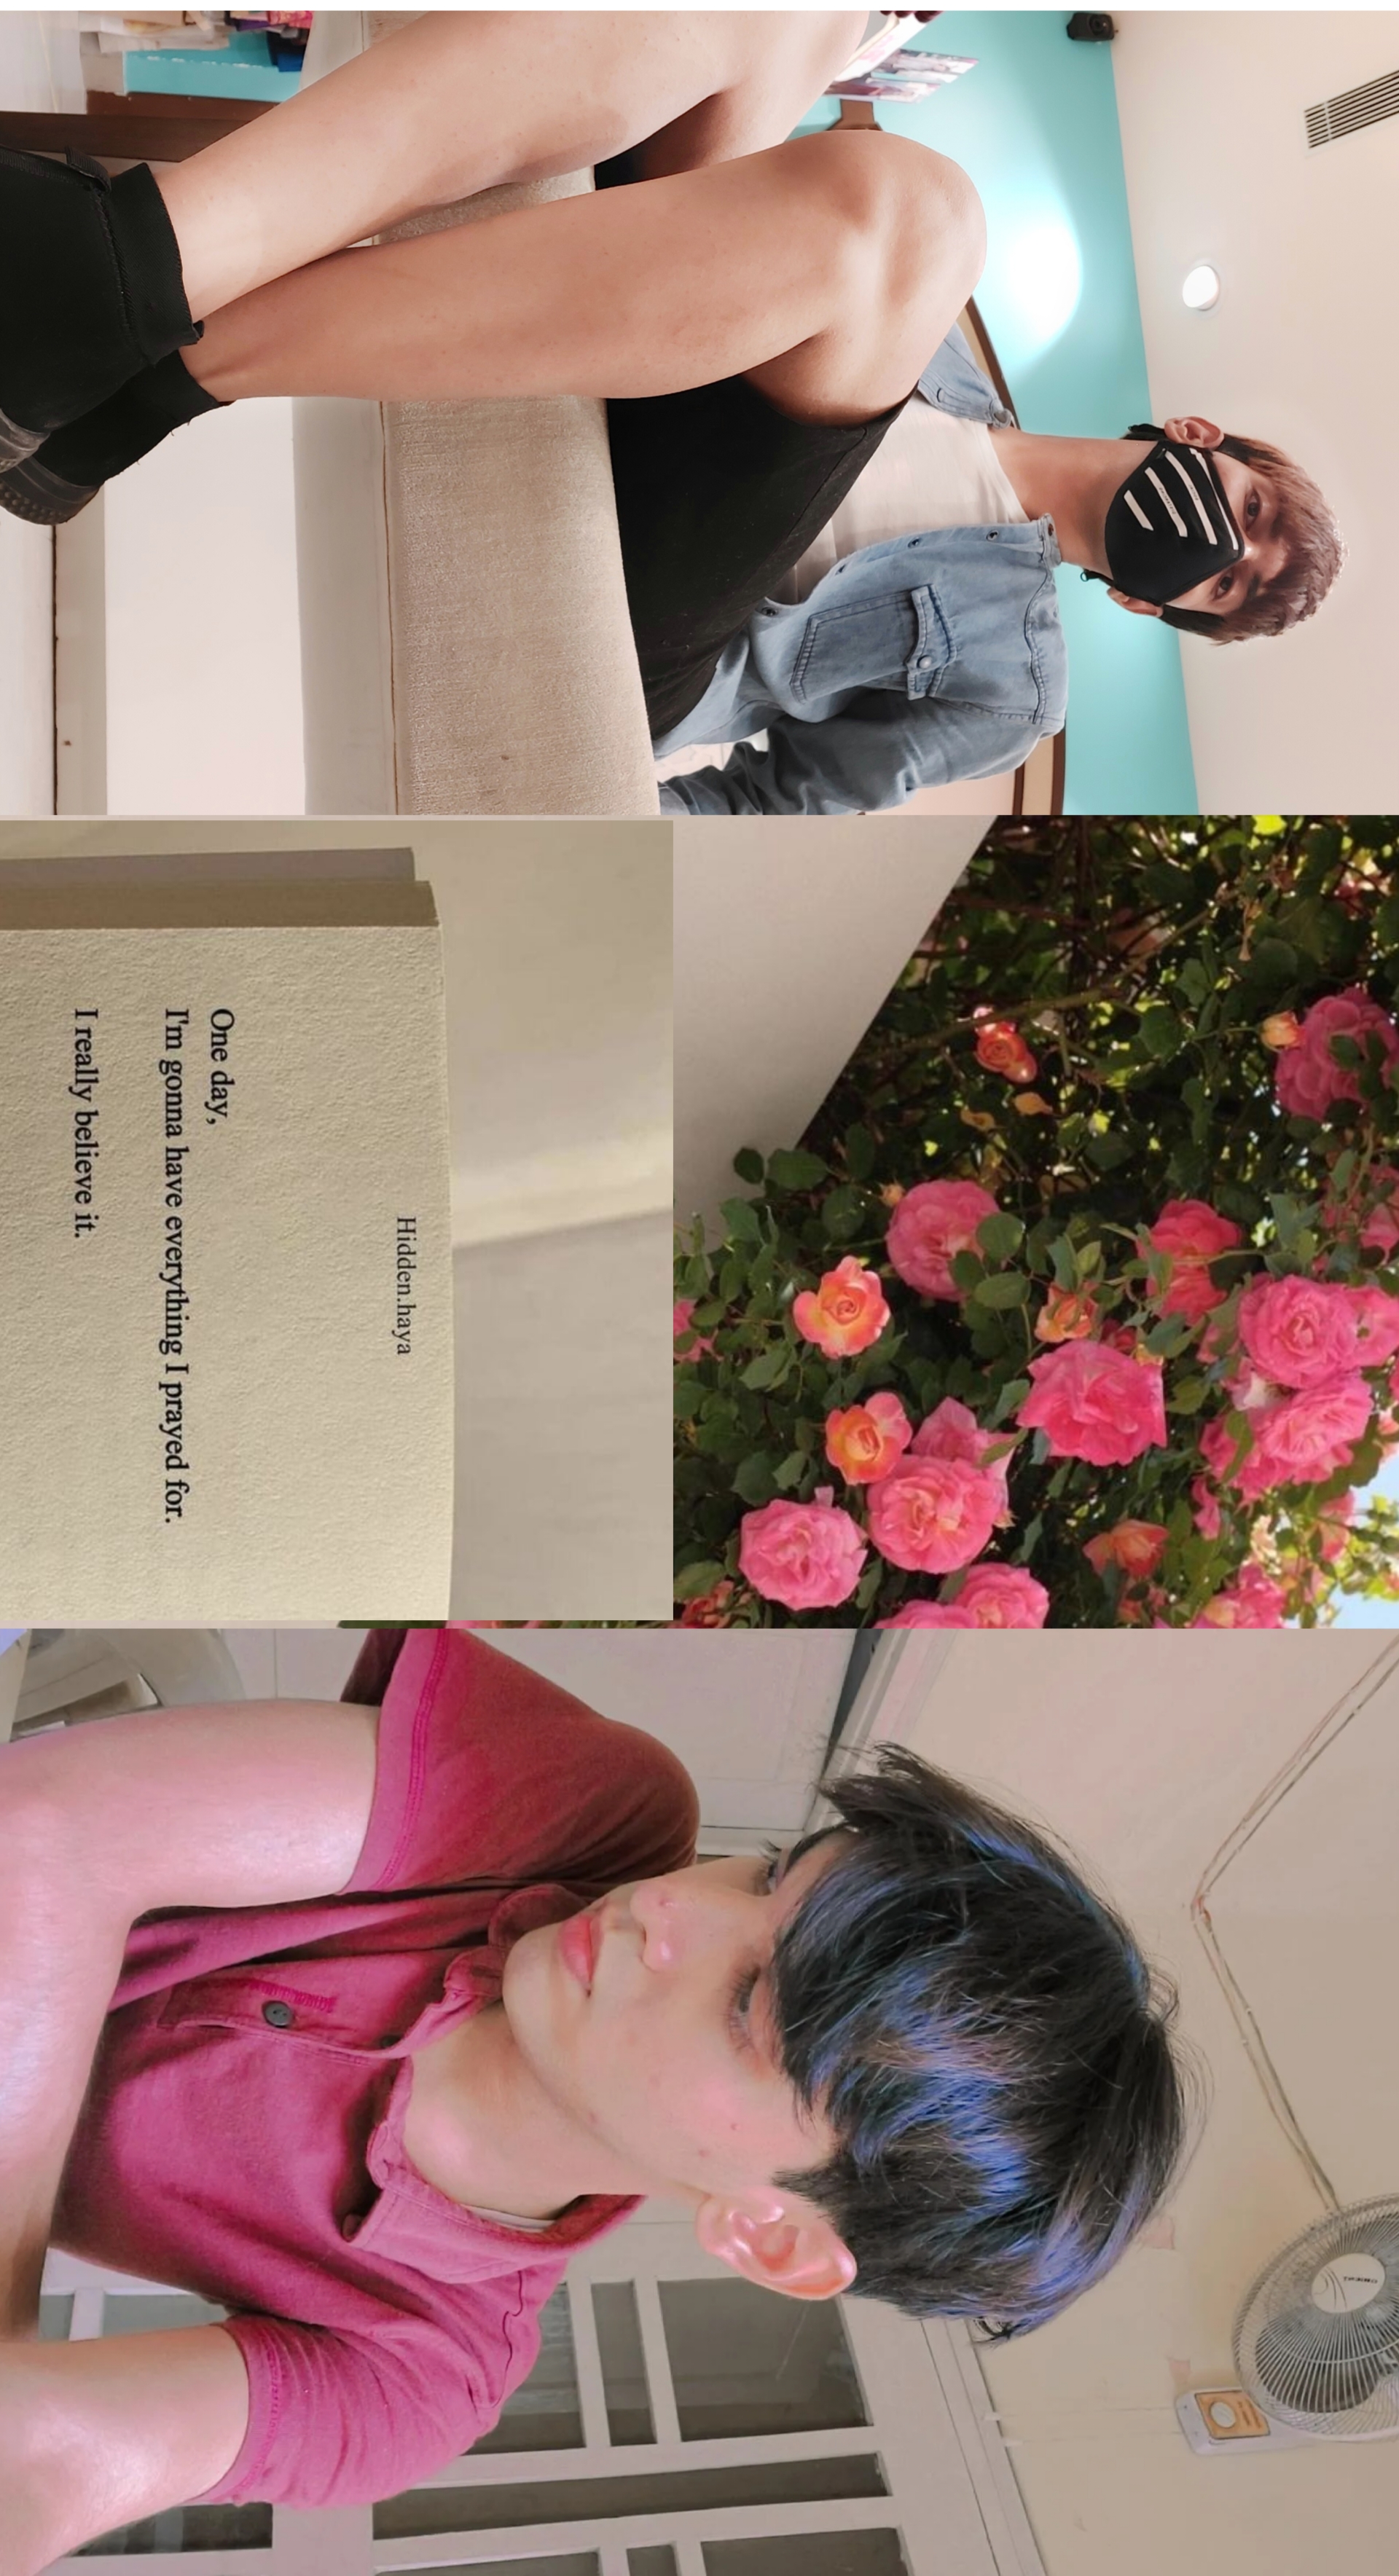 Hidden.haya
One day,
I'm gonna have everything I prayed for.
I really believe it.